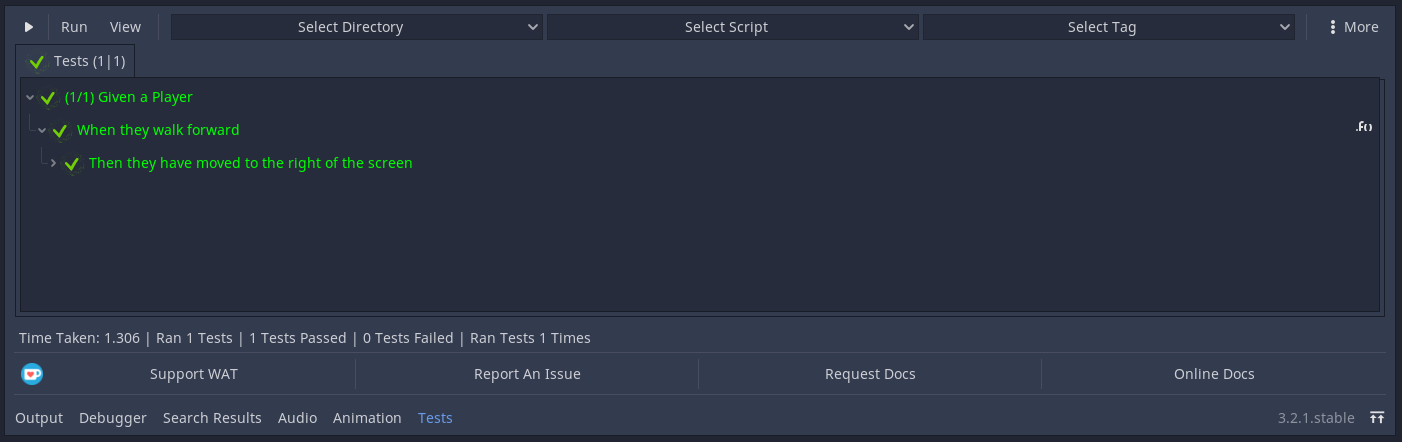 Run View Select Directory Select Script Select Tag More
Tests (1|1)
(1/1) Given a Player
When they walk forward
Then they have moved to the right of the screen
Time Taken: 1.306 | Ran 1 Tests | 1 Tests Passed | 0 Tests Failed | Ran Tests 1 Times
Support WAT Report An Issue Request Docs Online Docs
Output Debugger Search Results Audio Animation Tests 3.2.1.stable